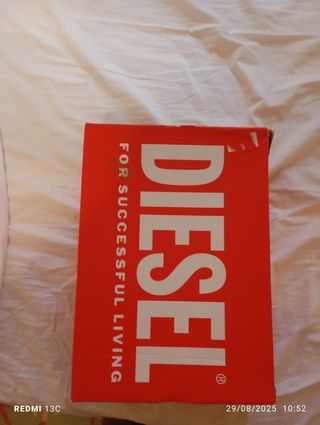 DIESEL®
FOR SUCCESSFUL LIVING
REDMI 13C
29/08/2025 10:52